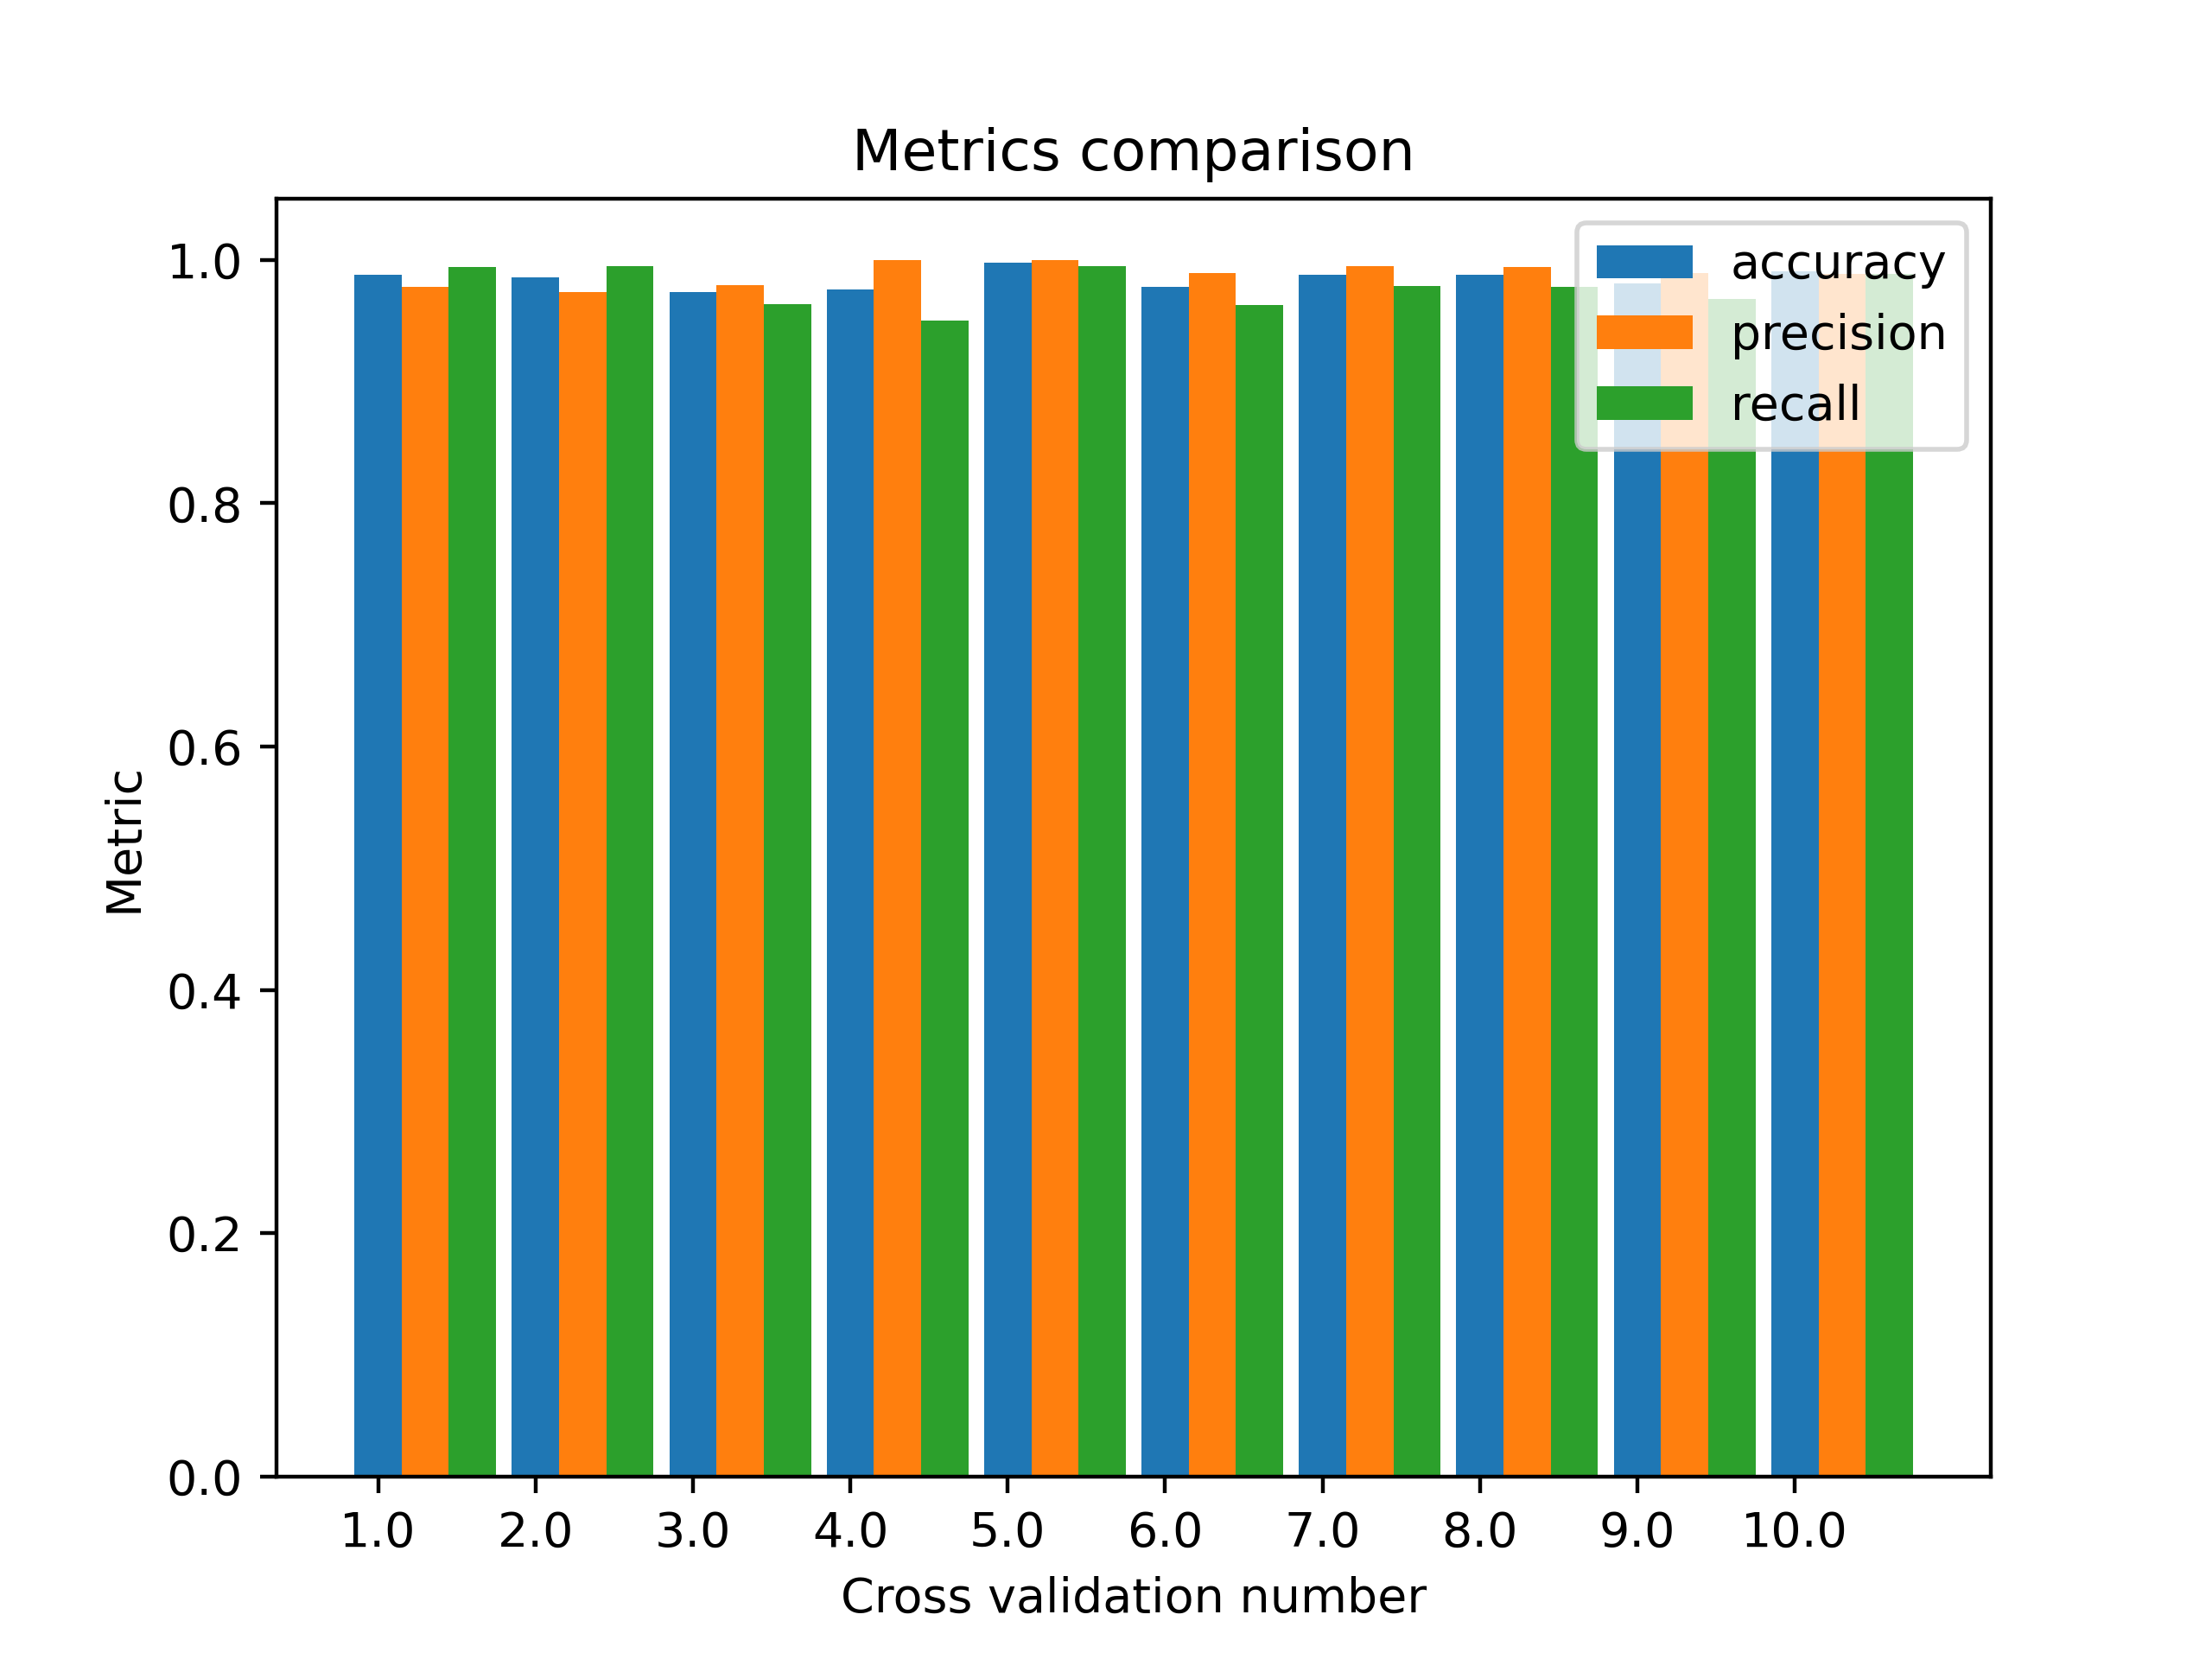 Metrics comparison
accuracy
precision
recall
1.0
0.8
0.6
0.4
0.2
0.0
Metric
1.0 2.0 3.0 4.0 5.0 6.0 7.0 8.0 9.0 10.0
Cross validation number